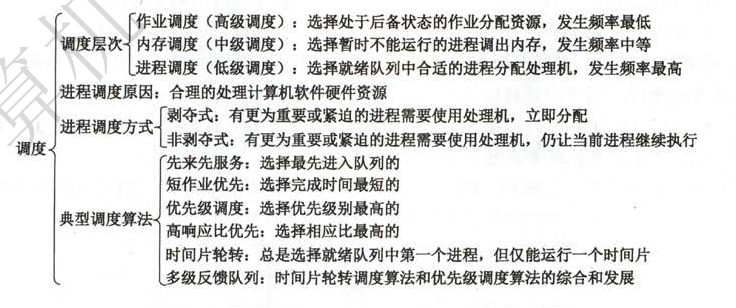 作业调度（高级调度）：选择处于后备状态的作业分配资源，发生频率最低
调度层次
内存调度（中级调度）：选择暂时不能运行的进程调出内存，发生频率中等
进程调度（低级调度）：选择就绪队列中合适的进程分配处理机，发生频率最高
进程调度原因：合理的处理计算机软件硬件资源
剥夺式：有更为重要或紧迫的进程需要使用处理机，立即分配
进程调度方式
非剥夺式：有更为重要或紧迫的进程需要使用处理机，仍让当前进程继续执行
调度
先来先服务：选择最先进入队列的
短作业优先：选择完成时间最短的
优先级调度：选择优先级别最高的
典型调度算法
高响应比优先：选择相应比最高的
时间片轮转：总是选择就绪队列中第一个进程，但仅能运行一个时间片
多级反馈队列：时间片轮转调度算法和优先级调度算法的综合和发展
算机